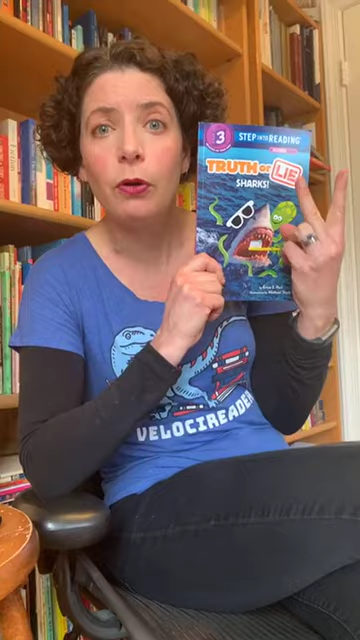 3
STEP INTO READING
TRUTH or LIE
SHARKS!
VELOCIREADER